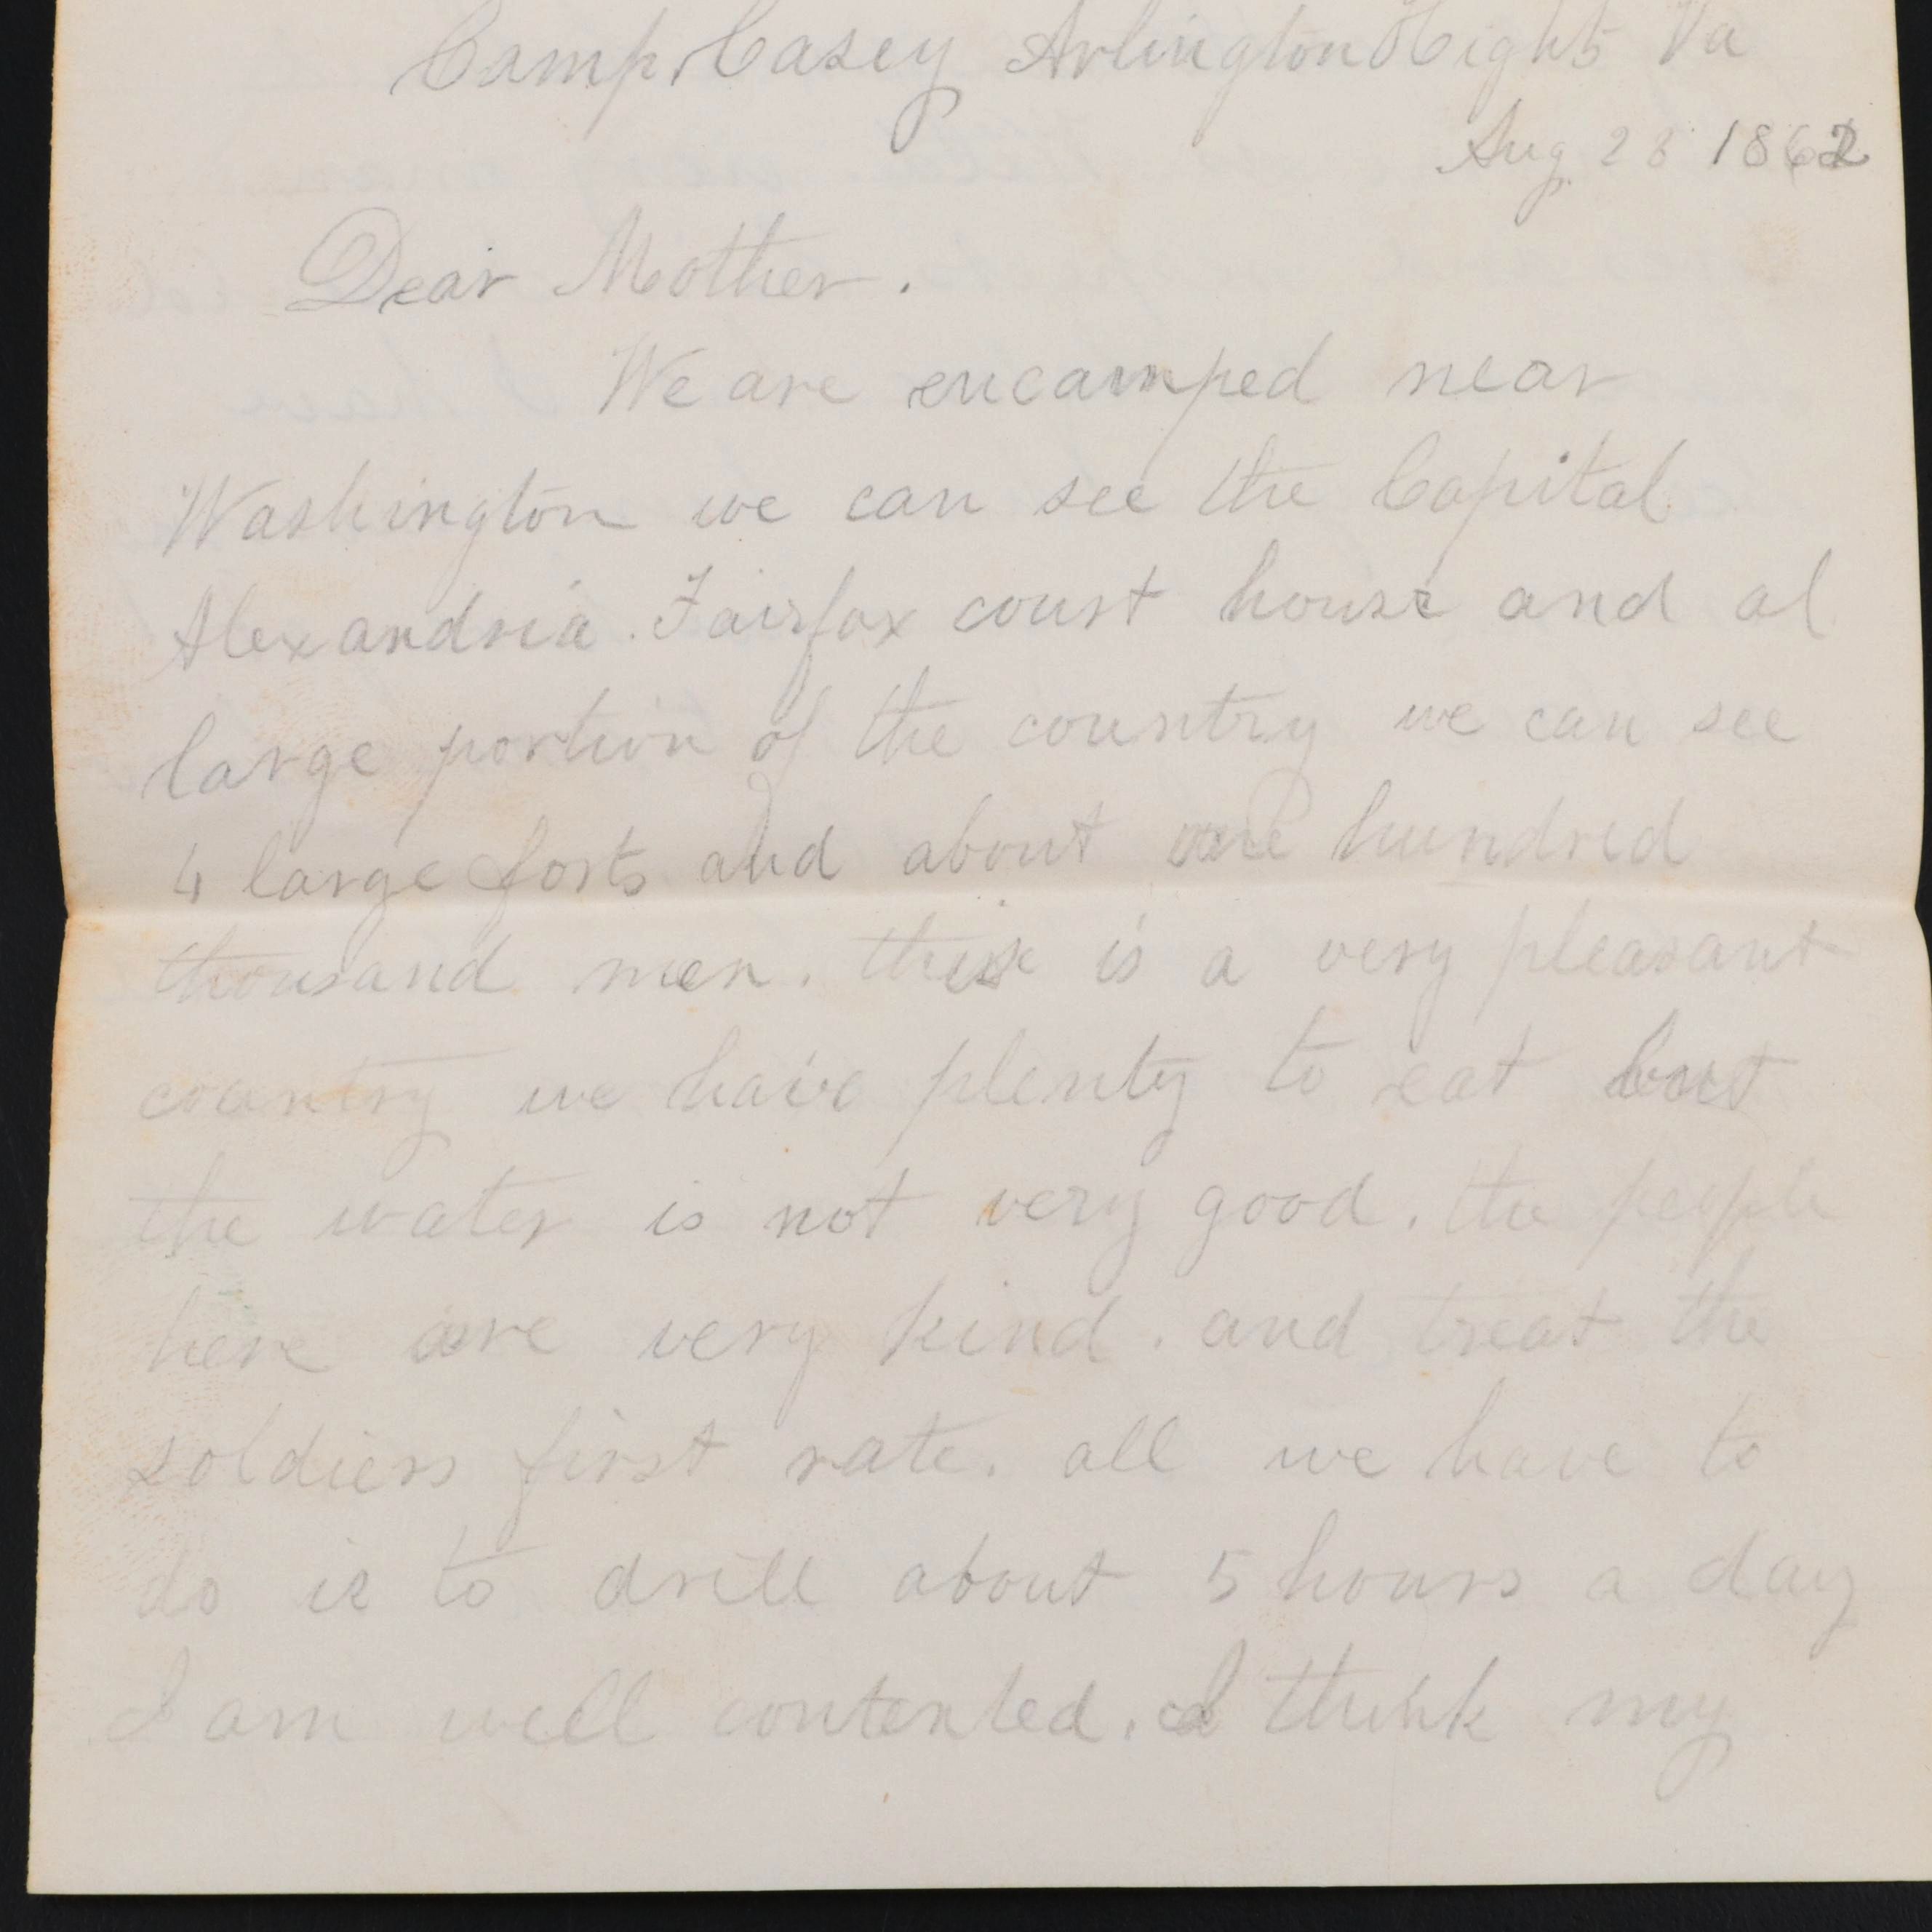 Camp Casey Arlington Hights Va
Aug 28 1862
Dear Mother.
We are encamped near
Washington we can see the Capital
Alexandria. Fairfax court house and al
large portion of the country we can see
4 large forts and about one hundred
thousand men. this is a very pleasant
country we have plenty to eat but
the water is not very good. the people
here are very kind. and treat the
soldiers first rate. all we have to
do is to drill about 5 hours a day
I am well contented. I think my